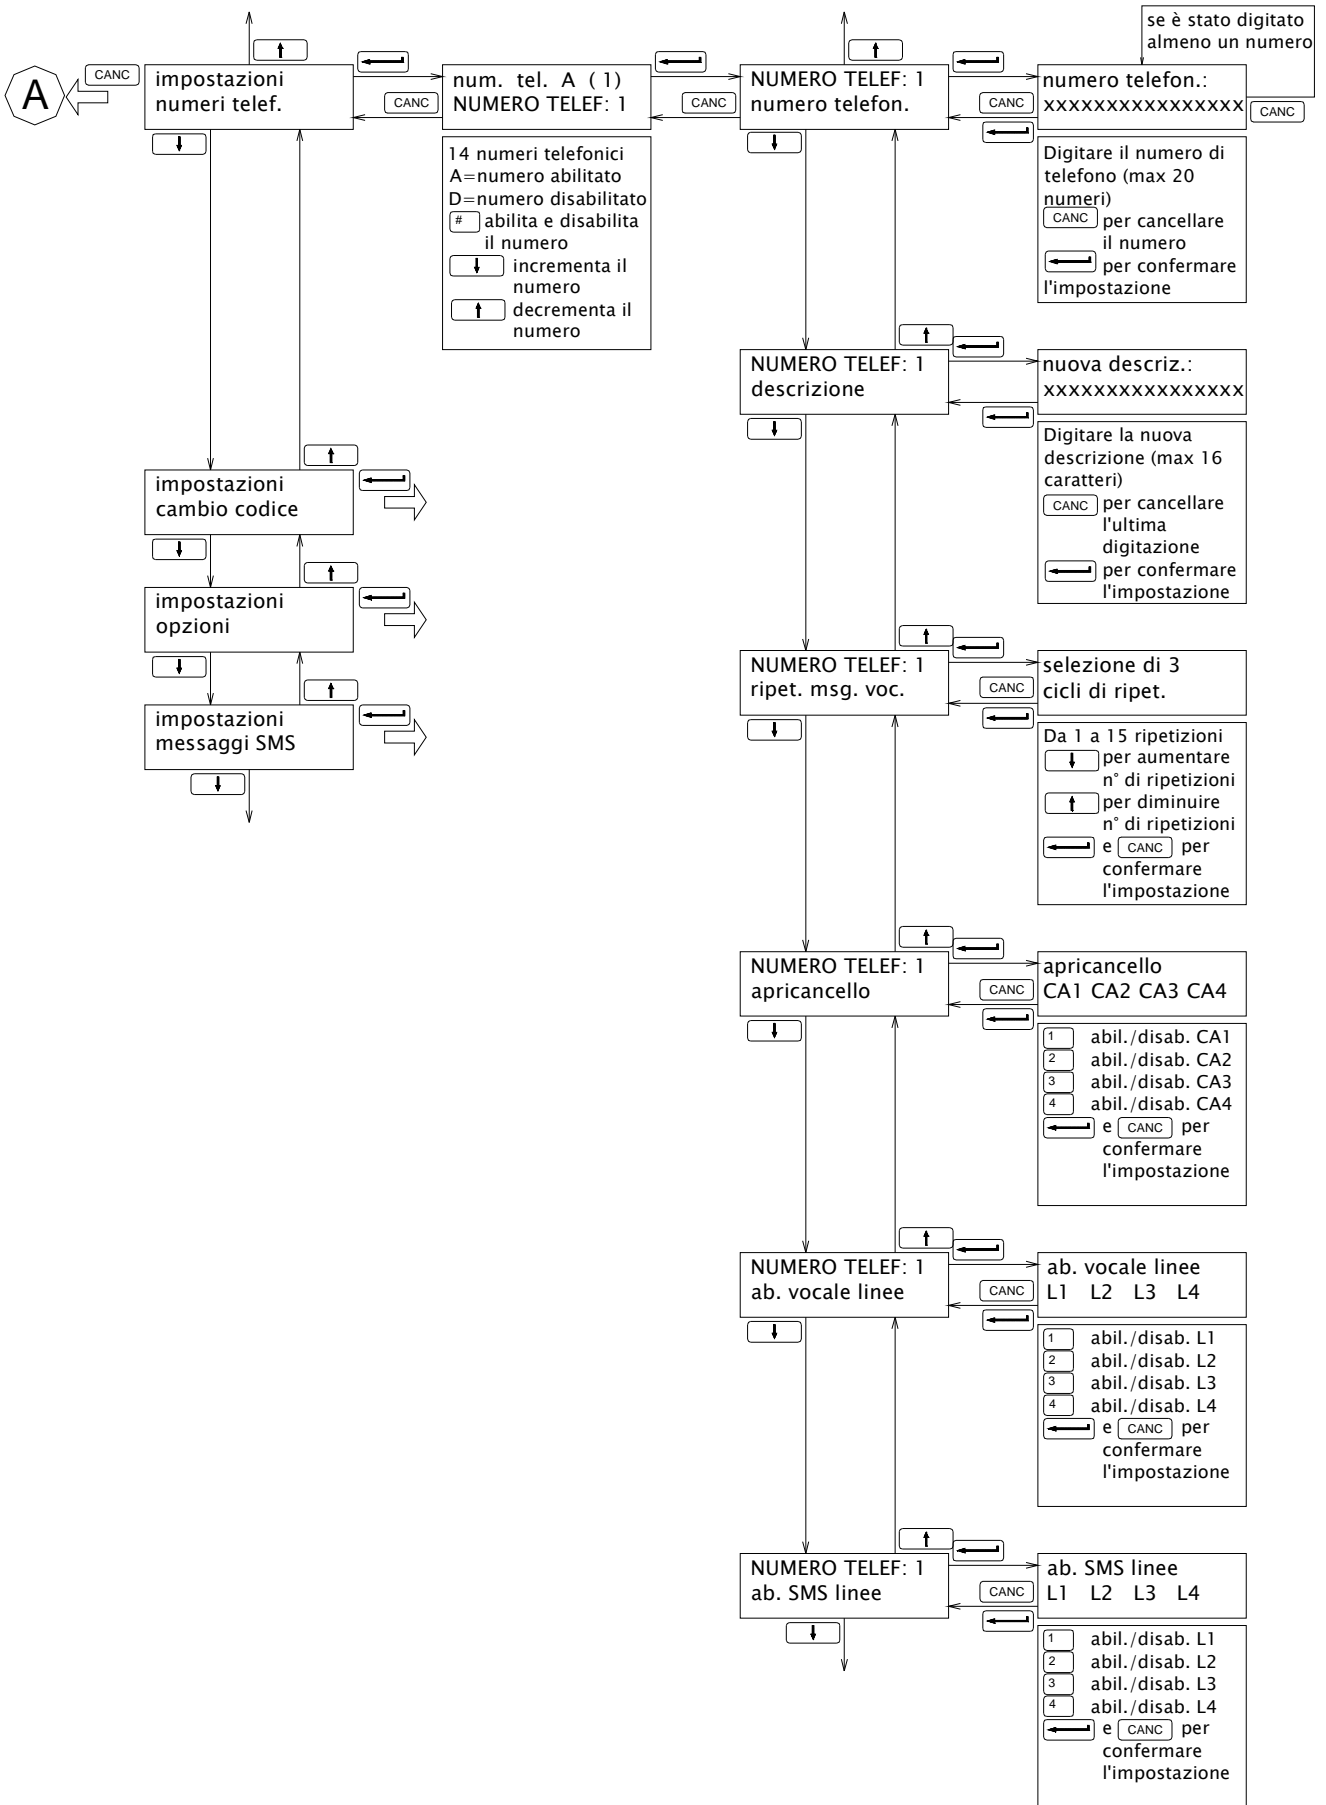 se è stato digitato
almeno un numero
A
CANC
impostazioni
numeri telef.
num. tel. A (1)
NUMERO TELEF: 1
CANC
NUMERO TELEF: 1
numero telefon.
CANC
numero telefon.:
xxxxxxxxxxxxxxxx
CANC
CANC
14 numeri telefonici
A=numero abilitato
D=numero disabilitato
# abilita e disabilita
il numero
incrementa il
numero
decrementa il
numero
Digitare il numero di
telefono (max 20
numeri)
CANC per cancellare
il numero
per confermare
l'impostazione
NUMERO TELEF: 1
descrizione
nuova descriz.:
xxxxxxxxxxxxxxxx
Digitare la nuova
descrizione (max 16
caratteri)
CANC per cancellare
l'ultima
digitazione
per confermare
l'impostazione
impostazioni
cambio codice
impostazioni
opzioni
impostazioni
messaggi SMS
NUMERO TELEF: 1
ripet. msg. voc.
CANC
selezione di 3
cicli di ripet.
Da 1 a 15 ripetizioni
per aumentare
n° di ripetizioni
per diminuire
n° di ripetizioni
e CANC per
confermare
l'impostazione
NUMERO TELEF: 1
apricancello
CANC
apricancello
CA1 CA2 CA3 CA4
1 abil./disab. CA1
2 abil./disab. CA2
3 abil./disab. CA3
4 abil./disab. CA4
e CANC per
confermare
l'impostazione
NUMERO TELEF: 1
ab. vocale linee
CANC
ab. vocale linee
L1 L2 L3 L4
1 abil./disab. L1
2 abil./disab. L2
3 abil./disab. L3
4 abil./disab. L4
e CANC per
confermare
l'impostazione
NUMERO TELEF: 1
ab. SMS linee
CANC
ab. SMS linee
L1 L2 L3 L4
1 abil./disab. L1
2 abil./disab. L2
3 abil./disab. L3
4 abil./disab. L4
e CANC per
confermare
l'impostazione